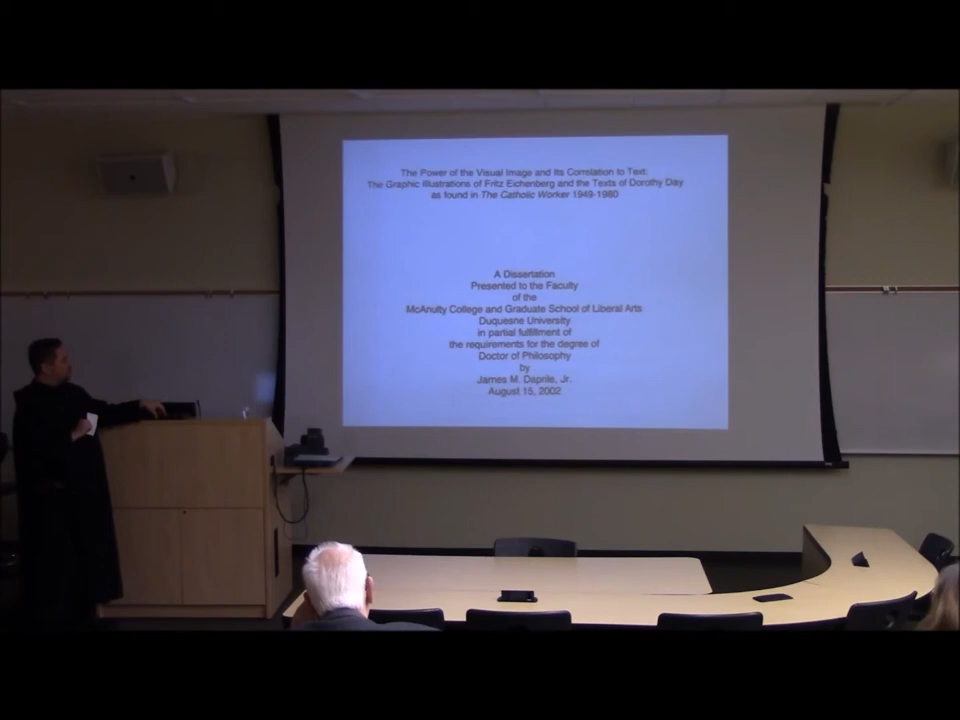 The Power of the Visual Image and Its Correlation to Text:
The Graphic Illustrations of Fritz Eichenberg and the Texts of Dorothy Day
as found in The Catholic Worker 1949-1980
A Dissertation
Presented to the Faculty
of the
McAnulty College and Graduate School of Liberal Arts
Duquesne University
in partial fulfillment of
the requirements for the degree of
Doctor of Philosophy
by
James M. Daprile, Jr.
August 15, 2002